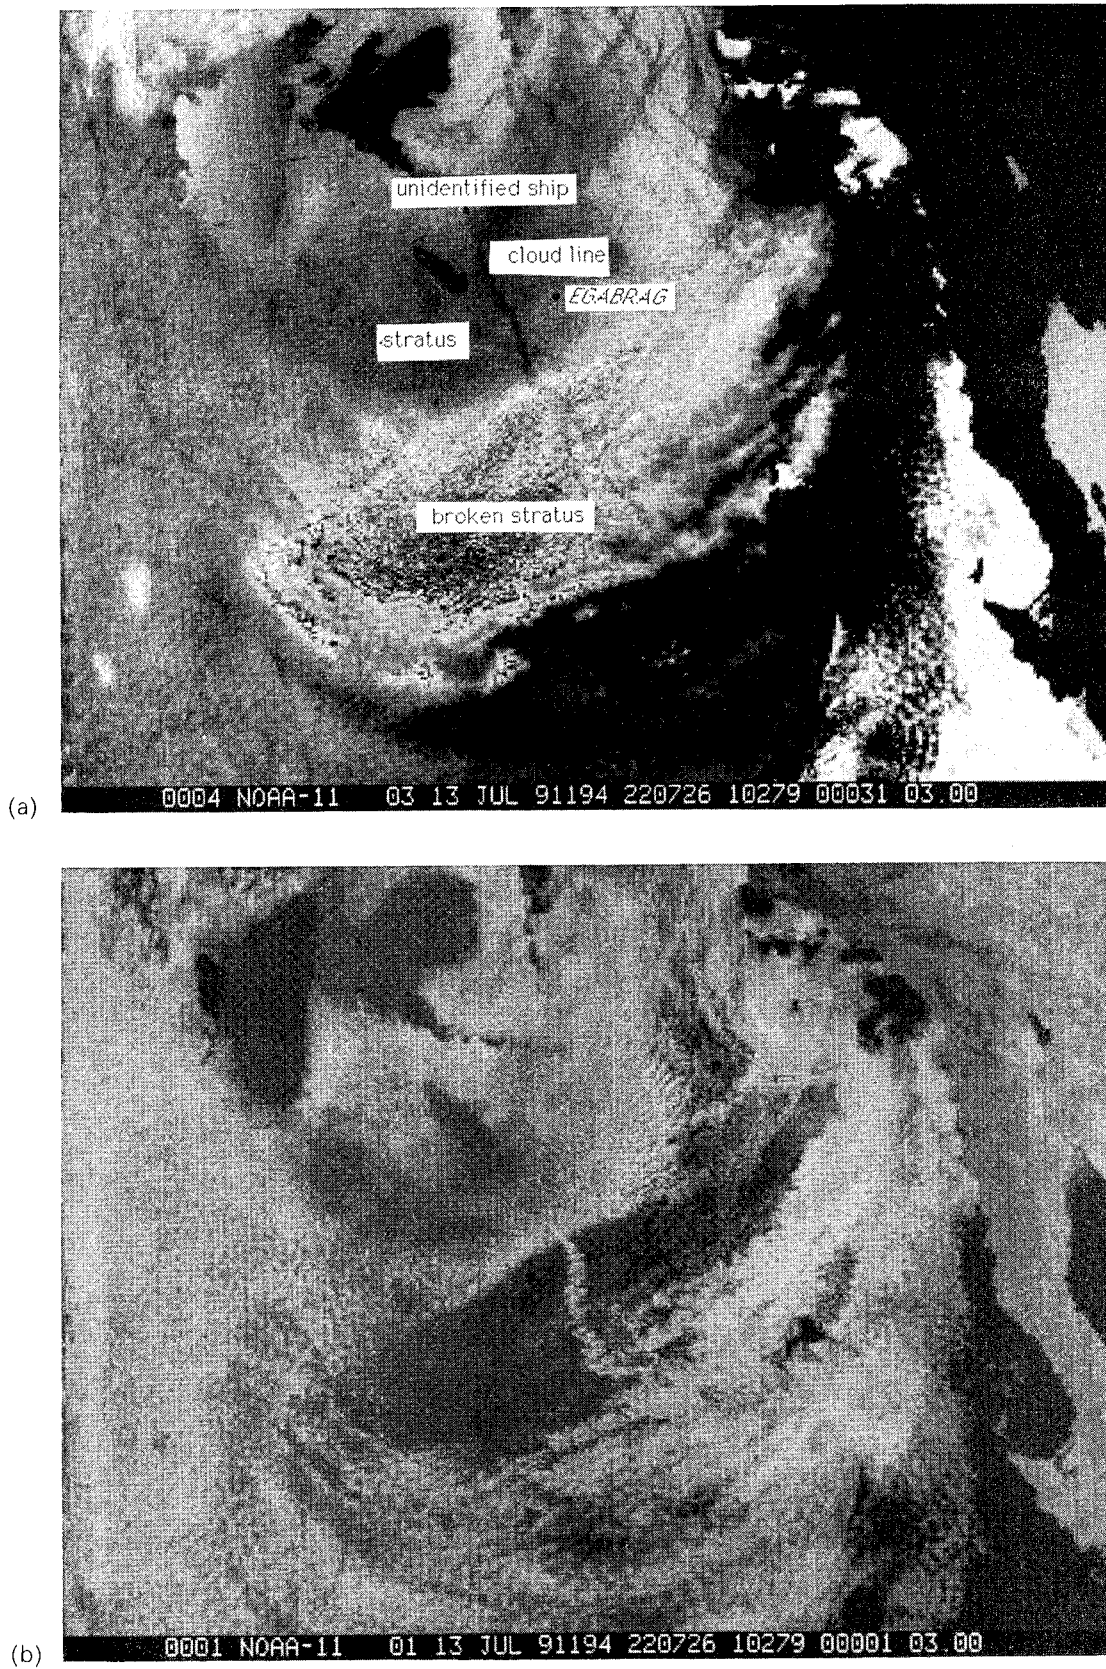 unidentified ship
cloud line
EGABRAG
stratus
broken stratus
0004 NOAA-11 03 13 JUL 91194 220726 10279 00031 03.00
(a)
0001 NOAA-11 01 13 JUL 91194 220726 10279 00001 03.00
(b)